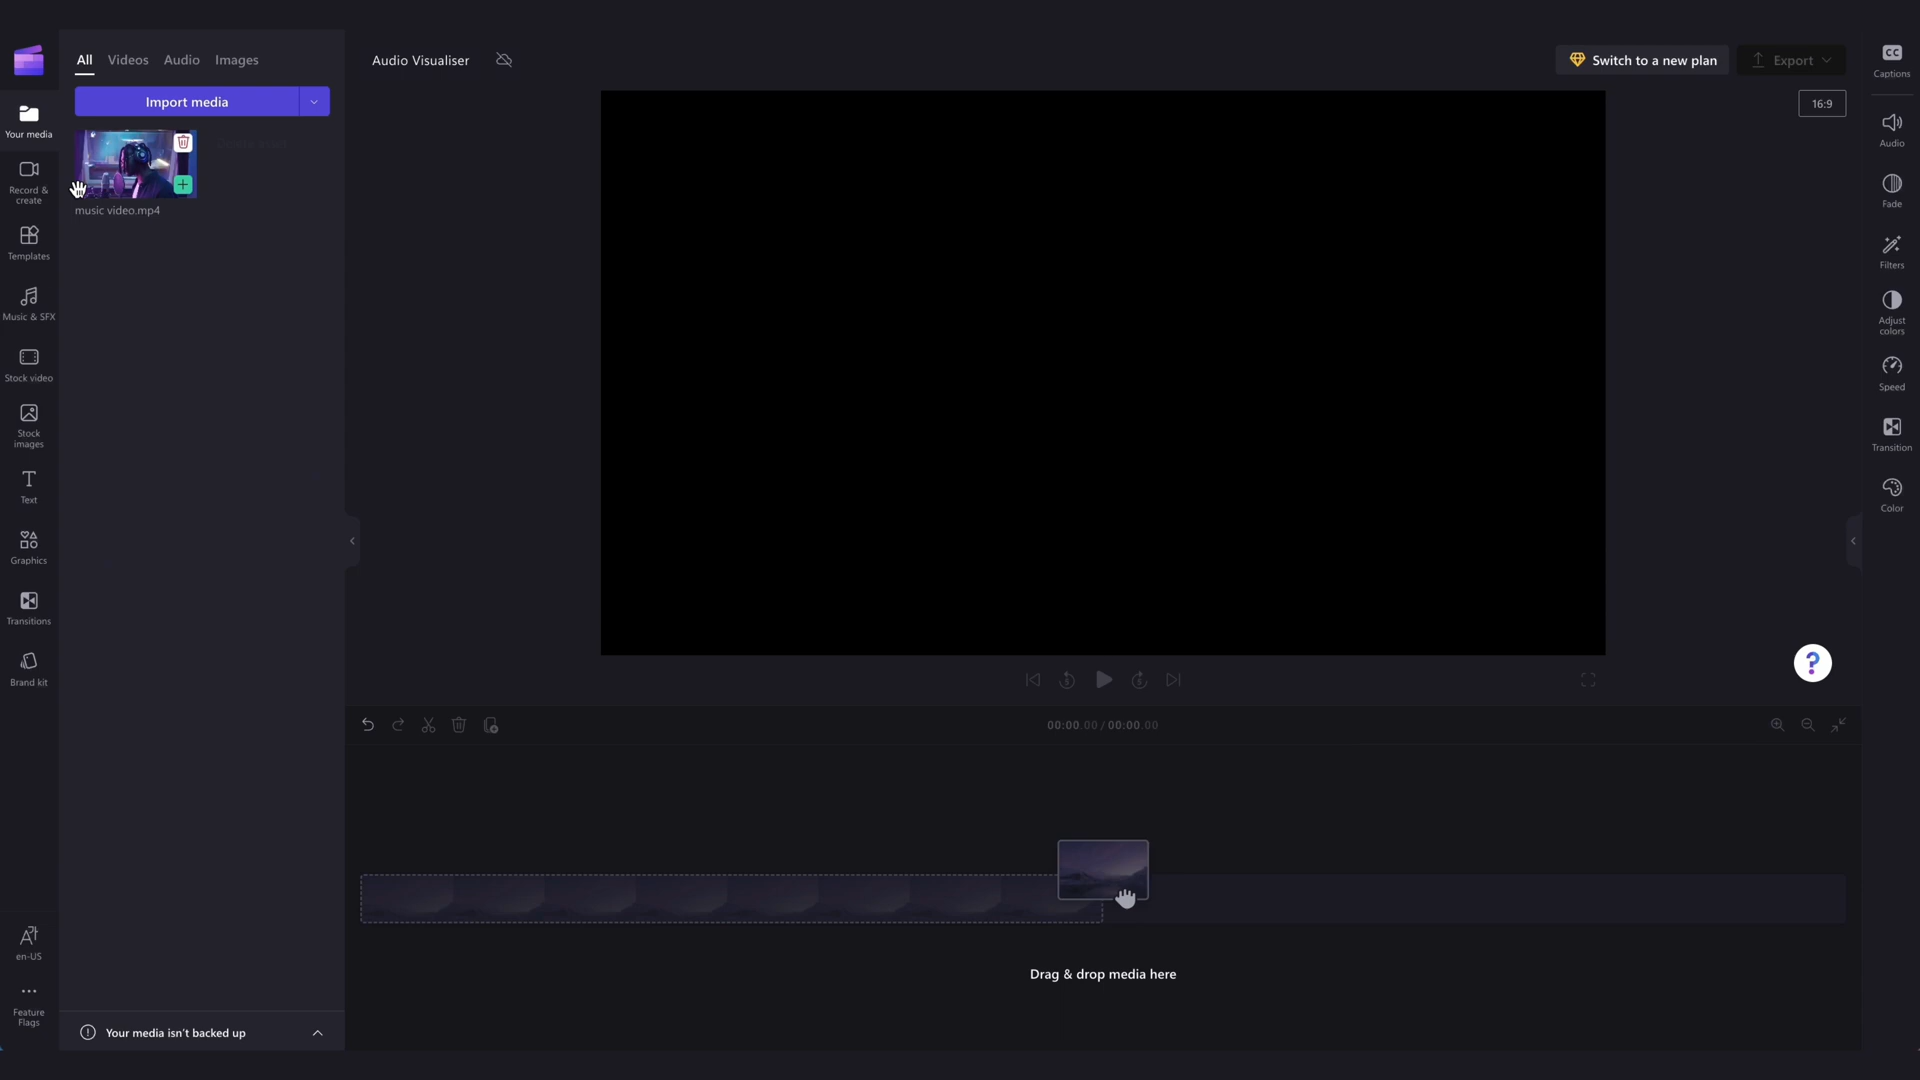 All
Videos
Audio
Images
Import media
music video.mp4
Your media
Record &
create
Templates
Music & SFX
Stock video
Stock
images
Text
Graphics
Transitions
Brand kit
en-US
Feature
Flags
Your media isn't backed up
Audio Visualiser
Switch to a new plan
Export
16:9
CC
Captions
Audio
Fade
Filters
Adjust
colors
Speed
Transition
Color
5
5
?
00:00.00 / 00:00.00
Drag & drop media here